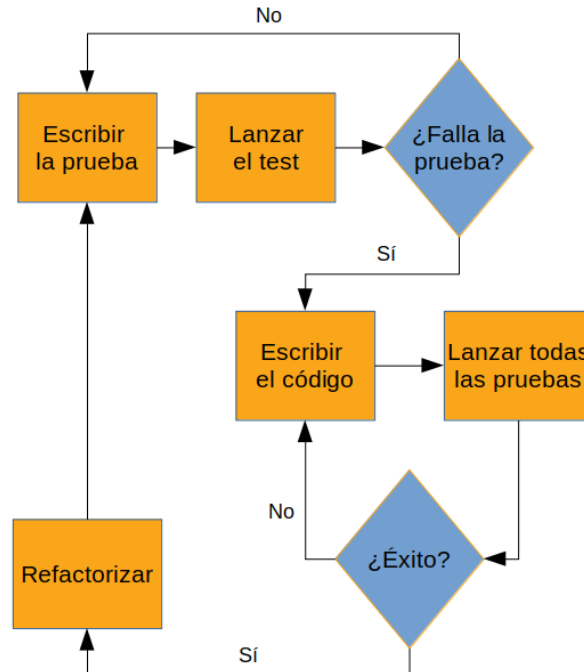 No
Escribir
la prueba
Lanzar
el test
¿Falla la
prueba?
Sí
Escribir
el código
Lanzar todas
las pruebas
No
¿Éxito?
Refactorizar
Sí